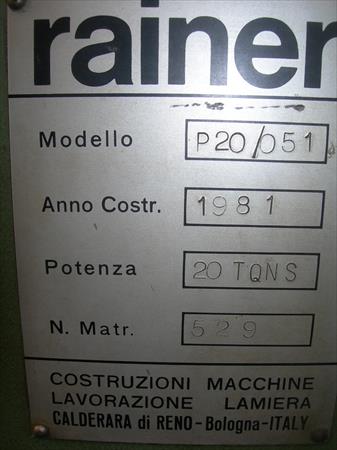 rainer
Modello P20/051
Anno Costr. 1981
Potenza 20 TONS
N. Matr. 529
COSTRUZIONI MACCHINE
LAVORAZIONE LAMIERA
CALDERARA di RENO-Bologna-ITALY